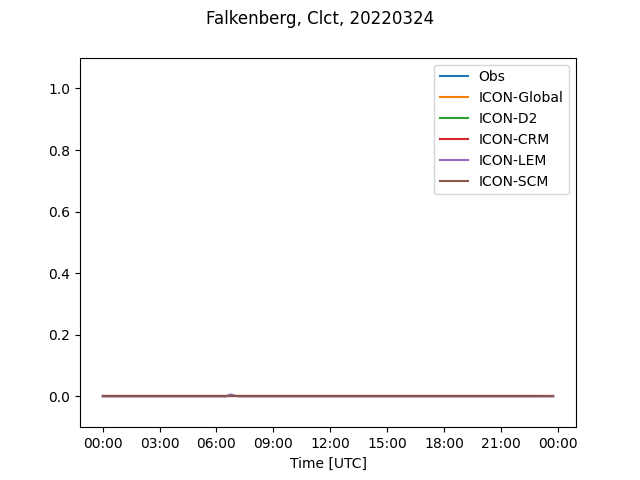 Falkenberg, Clct, 20220324
Obs
ICON-Global
ICON-D2
ICON-CRM
ICON-LEM
ICON-SCM
1.0
0.8
0.6
0.4
0.2
0.0
00:00 03:00 06:00 09:00 12:00 15:00 18:00 21:00 00:00
Time [UTC]